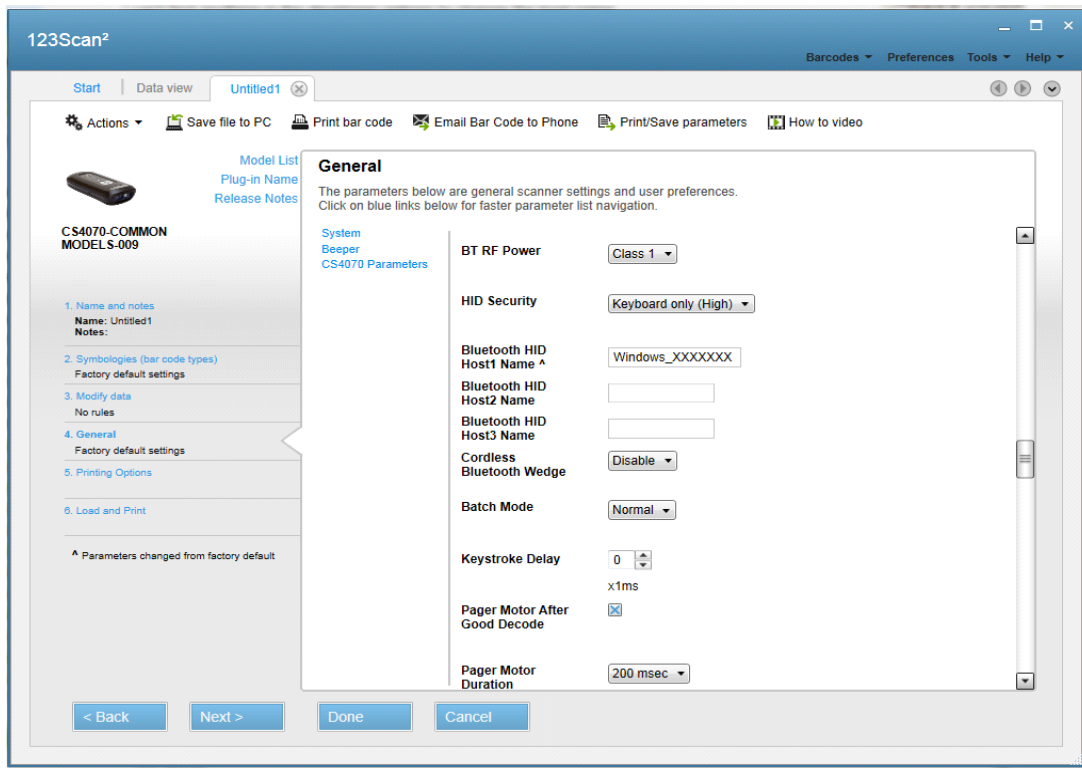 123Scan²
Barcodes Preferences Tools Help
Start Data view Untitled1
Actions Save file to PC Print bar code Email Bar Code to Phone Print/Save parameters How to video
Model List
Plug-in Name
Release Notes
CS4070-COMMON
MODELS-009
1. Name and notes
Name: Untitled1
Notes:
2. Symbologies (bar code types)
Factory default settings
3. Modify data
No rules
4. General
Factory default settings
5. Printing Options
6. Load and Print
^ Parameters changed from factory default
General
The parameters below are general scanner settings and user preferences.
Click on blue links below for faster parameter list navigation.
System
Beeper
CS4070 Parameters
BT RF Power Class 1
HID Security Keyboard only (High)
Bluetooth HID
Host1 Name ^ Windows_XXXXXXX
Bluetooth HID
Host2 Name
Bluetooth HID
Host3 Name
Cordless
Bluetooth Wedge Disable
Batch Mode Normal
Keystroke Delay 0
x1ms
Pager Motor After
Good Decode
Pager Motor
Duration 200 msec
< Back Next > Done Cancel